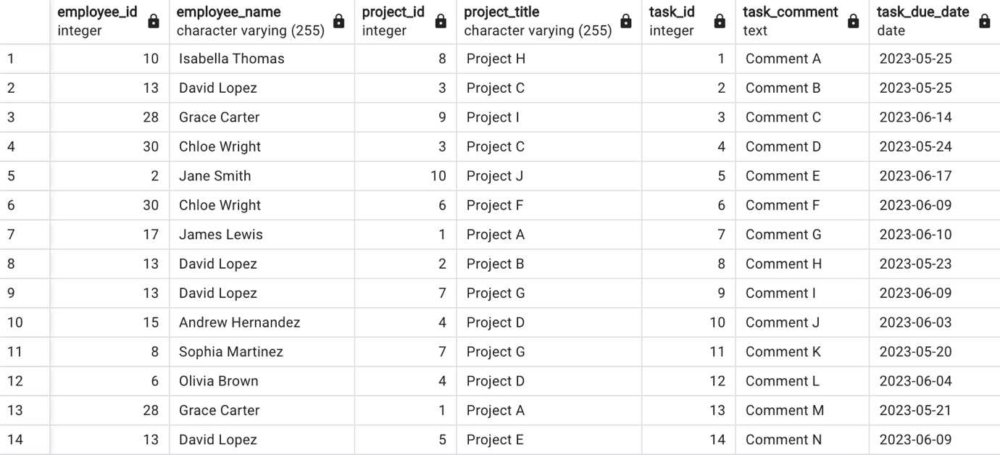 employee_id employee_name project_id project_title task_id task_comment task_due_date
integer character varying (255) integer character varying (255) integer text date
1 10 Isabella Thomas 8 Project H 1 Comment A 2023-05-25
2 13 David Lopez 3 Project C 2 Comment B 2023-05-25
3 28 Grace Carter 9 Project I 3 Comment C 2023-06-14
4 30 Chloe Wright 3 Project C 4 Comment D 2023-05-24
5 2 Jane Smith 10 Project J 5 Comment E 2023-06-17
6 30 Chloe Wright 6 Project F 6 Comment F 2023-06-09
7 17 James Lewis 1 Project A 7 Comment G 2023-06-10
8 13 David Lopez 2 Project B 8 Comment H 2023-05-23
9 13 David Lopez 7 Project G 9 Comment I 2023-06-09
10 15 Andrew Hernandez 4 Project D 10 Comment J 2023-06-03
11 8 Sophia Martinez 7 Project G 11 Comment K 2023-05-20
12 6 Olivia Brown 4 Project D 12 Comment L 2023-06-04
13 28 Grace Carter 1 Project A 13 Comment M 2023-05-21
14 13 David Lopez 5 Project E 14 Comment N 2023-06-09